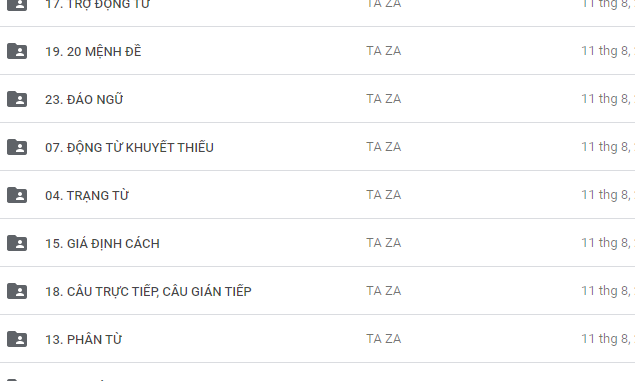 17. TRỢ ĐỘNG TỪ TA ZA 11 thg 8,
19. 20 MỆNH ĐỀ TA ZA 11 thg 8,
23. ĐẢO NGỮ TA ZA 11 thg 8,
07. ĐỘNG TỪ KHUYẾT THIẾU TA ZA 11 thg 8,
04. TRẠNG TỪ TA ZA 11 thg 8,
15. GIẢ ĐỊNH CÁCH TA ZA 11 thg 8,
18. CÂU TRỰC TIẾP, CÂU GIÁN TIẾP TA ZA 11 thg 8,
13. PHÂN TỪ TA ZA 11 thg 8,